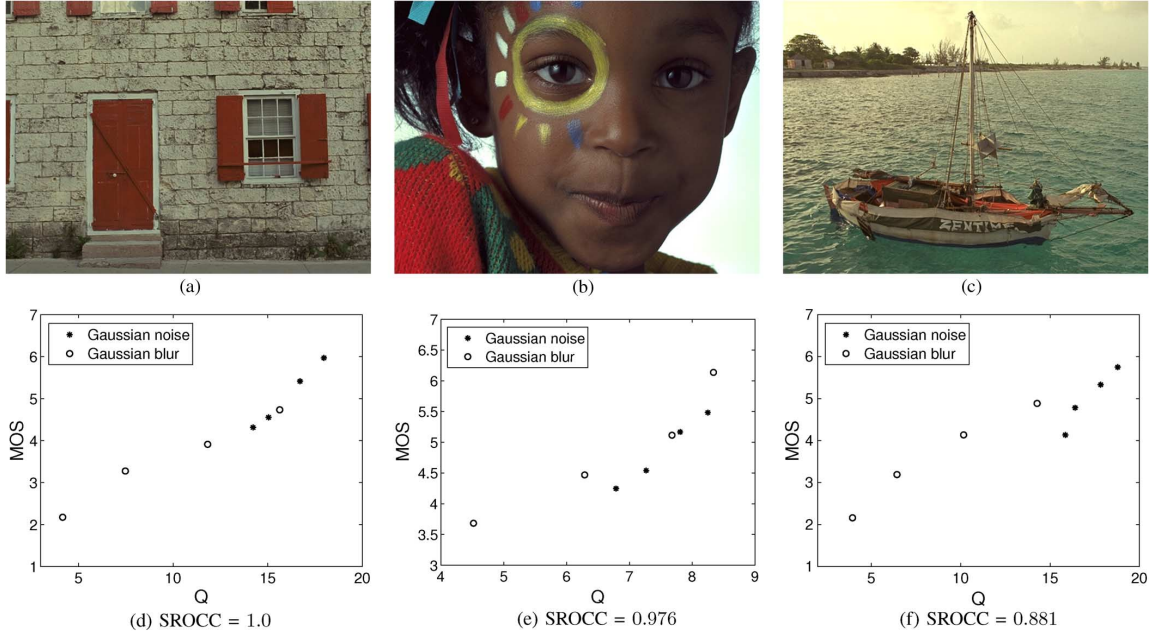 ZENTIME
(a)
(b)
(c)
7
6
5
4
3
2
1
MOS
Gaussian noise
Gaussian blur
5
10
15
20
Q
(d) SROCC = 1.0
7
6.5
6
5.5
5
4.5
4
3.5
3
MOS
Gaussian noise
Gaussian blur
4
5
6
7
8
9
Q
(e) SROCC = 0.976
7
6
5
4
3
2
1
MOS
Gaussian noise
Gaussian blur
5
10
15
20
Q
(f) SROCC = 0.881